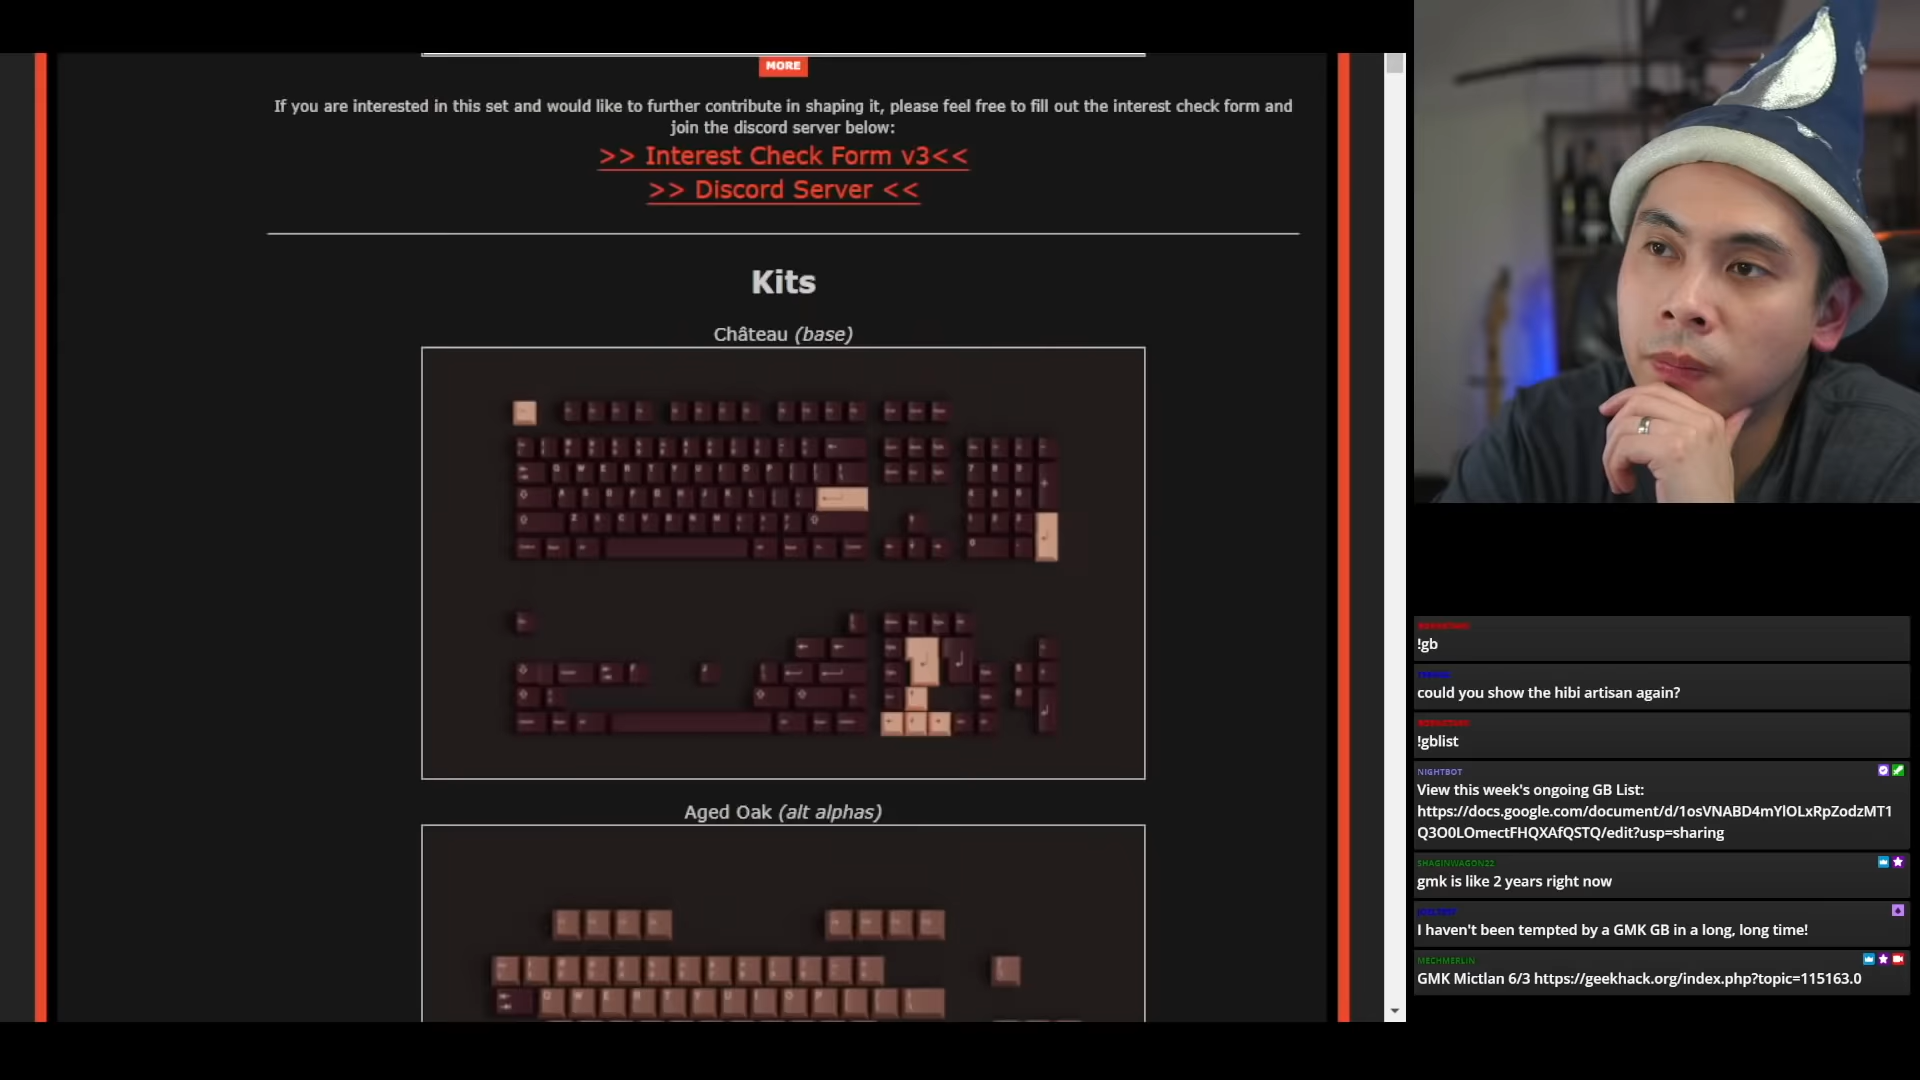 MORE
If you are interested in this set and would like to further contribute in shaping it, please feel free to fill out the interest check form and
join the discord server below:
>> Interest Check Form v3<<
>> Discord Server <<
Kits
Château (base)
Aged Oak (alt alphas)
!gb
could you show the hibi artisan again?
!gblist
NIGHTBOT
View this week's ongoing GB List:
https://docs.google.com/document/d/1osVNABD4mYlOLxRpZodzMT1
Q3O0LOmectFHQXAfQSTQ/edit?usp=sharing
SHAGINWAGON22
gmk is like 2 years right now
I haven't been tempted by a GMK GB in a long, long time!
MECHMERLIN
GMK Mictlan 6/3 https://geekhack.org/index.php?topic=115163.0